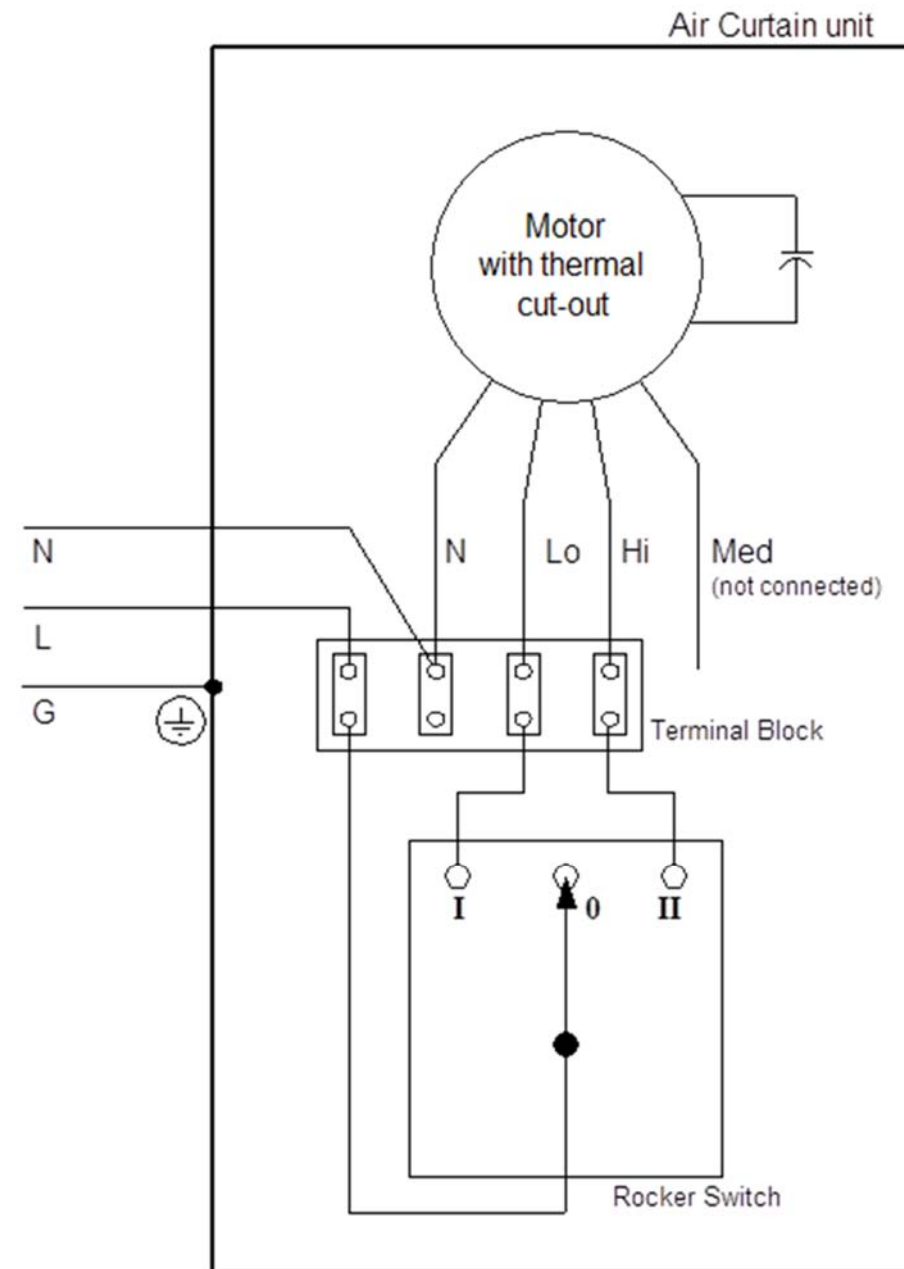 Air Curtain unit
Motor
with thermal
cut-out
N
N
Lo
Hi
Med
(not connected)
L
G
Terminal Block
I
0
II
Rocker Switch